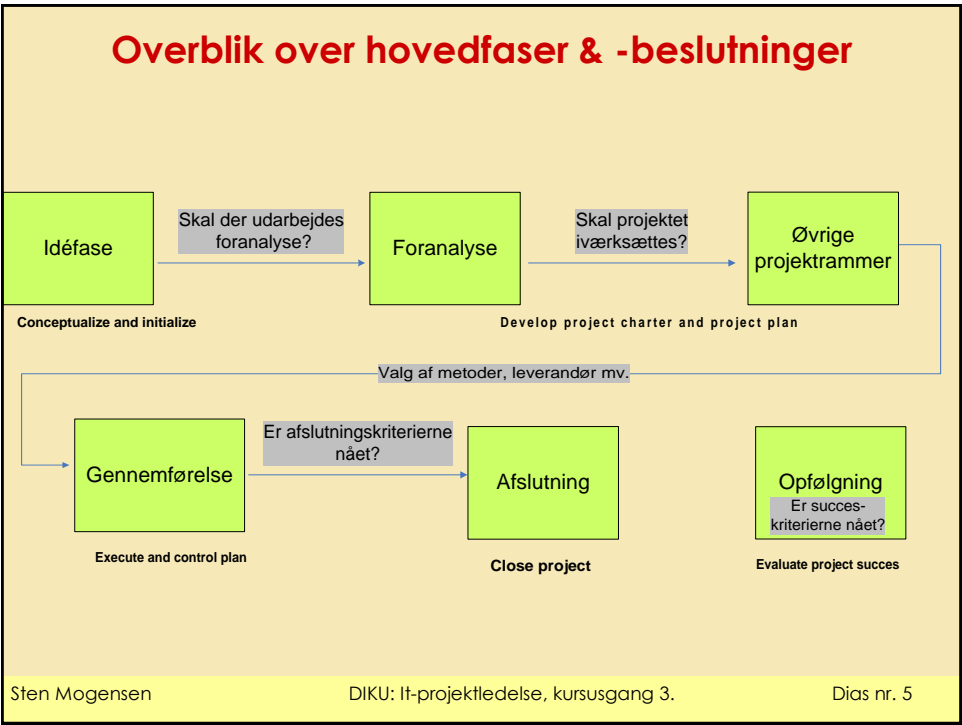 Overblik over hovedfaser & -beslutninger
Idéfase
Skal der udarbejdes
foranalyse?
Foranalyse
Skal projektet
iværksættes?
Øvrige
projektrammer
Conceptualize and initialize
Develop project charter and project plan
Valg af metoder, leverandør mv.
Gennemførelse
Er afslutningskriterierne
nået?
Afslutning
Opfølgning
Er succes-
kriterierne nået?
Execute and control plan
Close project
Evaluate project succes
Sten Mogensen DIKU: It-projektledelse, kursusgang 3. Dias nr. 5